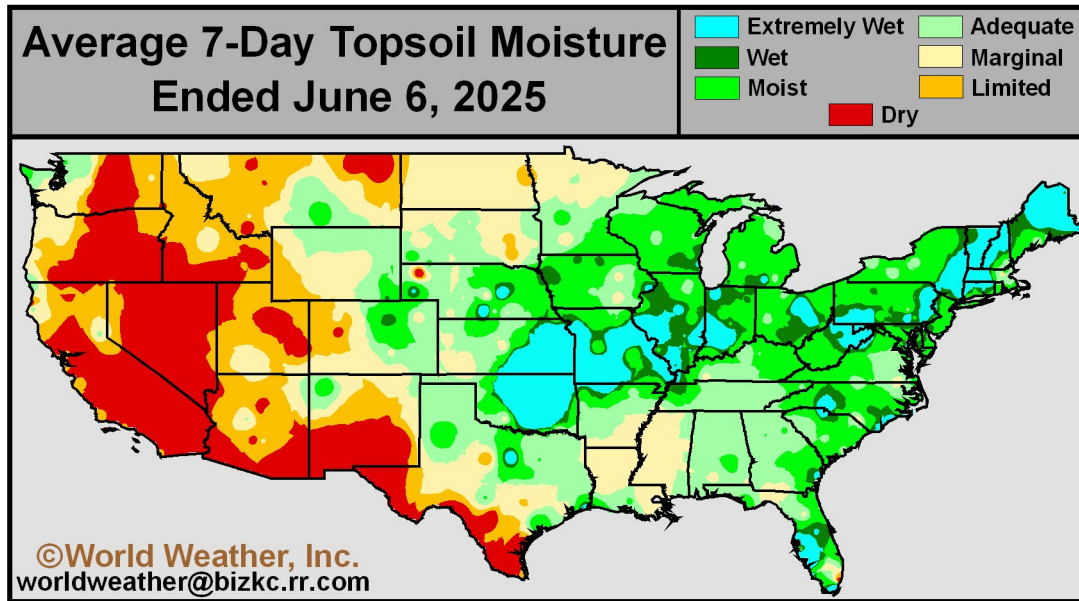 Average 7-Day Topsoil Moisture
Ended June 6, 2025
Extremely Wet
Adequate
Wet
Marginal
Moist
Limited
Dry
©World Weather, Inc.
worldweather@bizkc.rr.com